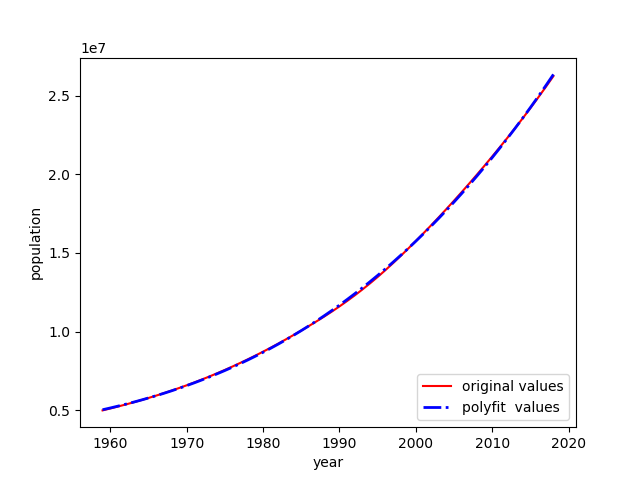 1e7
2.5
2.0
1.5
1.0
0.5
population
original values
polyfit  values
1960 1970 1980 1990 2000 2010 2020
year